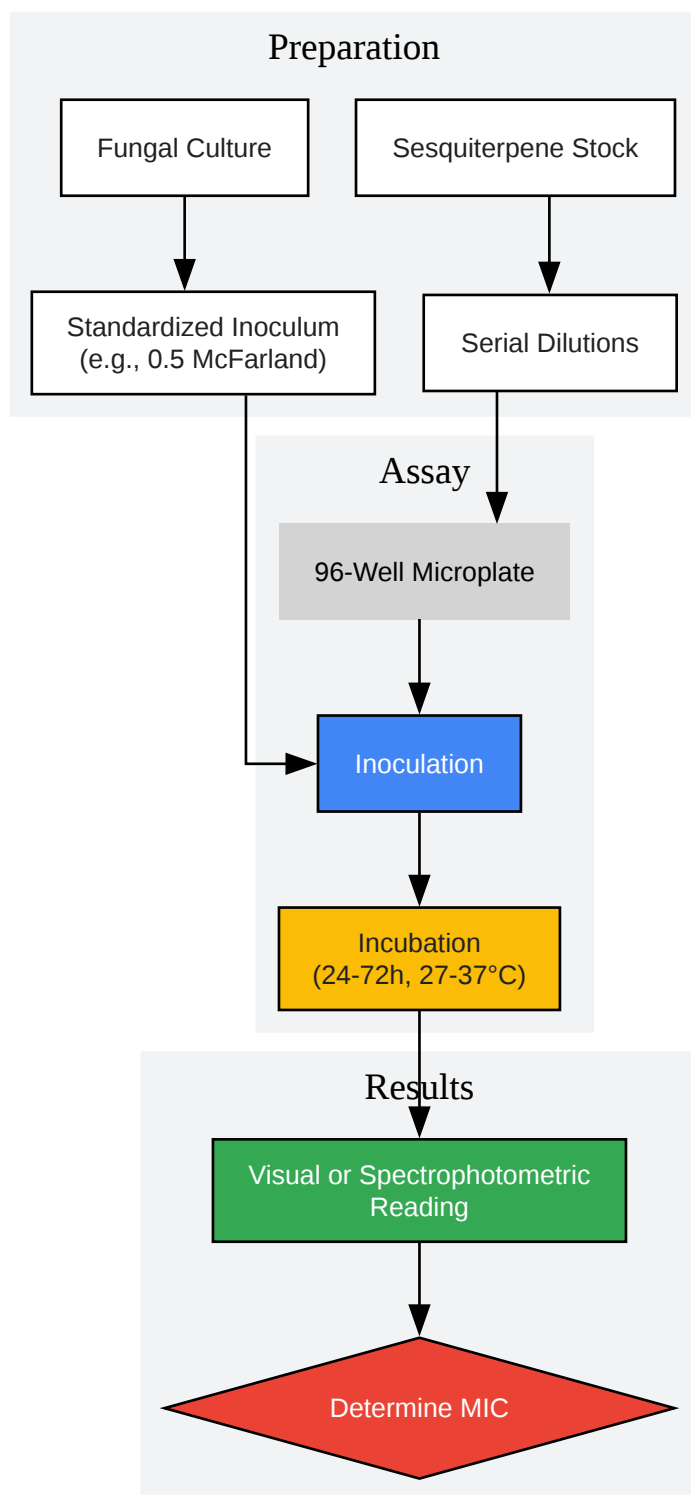 Preparation
Fungal Culture
Sesquiterpene Stock
Standardized Inoculum
(e.g., 0.5 McFarland)
Serial Dilutions
Assay
96-Well Microplate
Inoculation
Incubation
(24-72h, 27-37°C)
Results
Visual or Spectrophotometric
Reading
Determine MIC